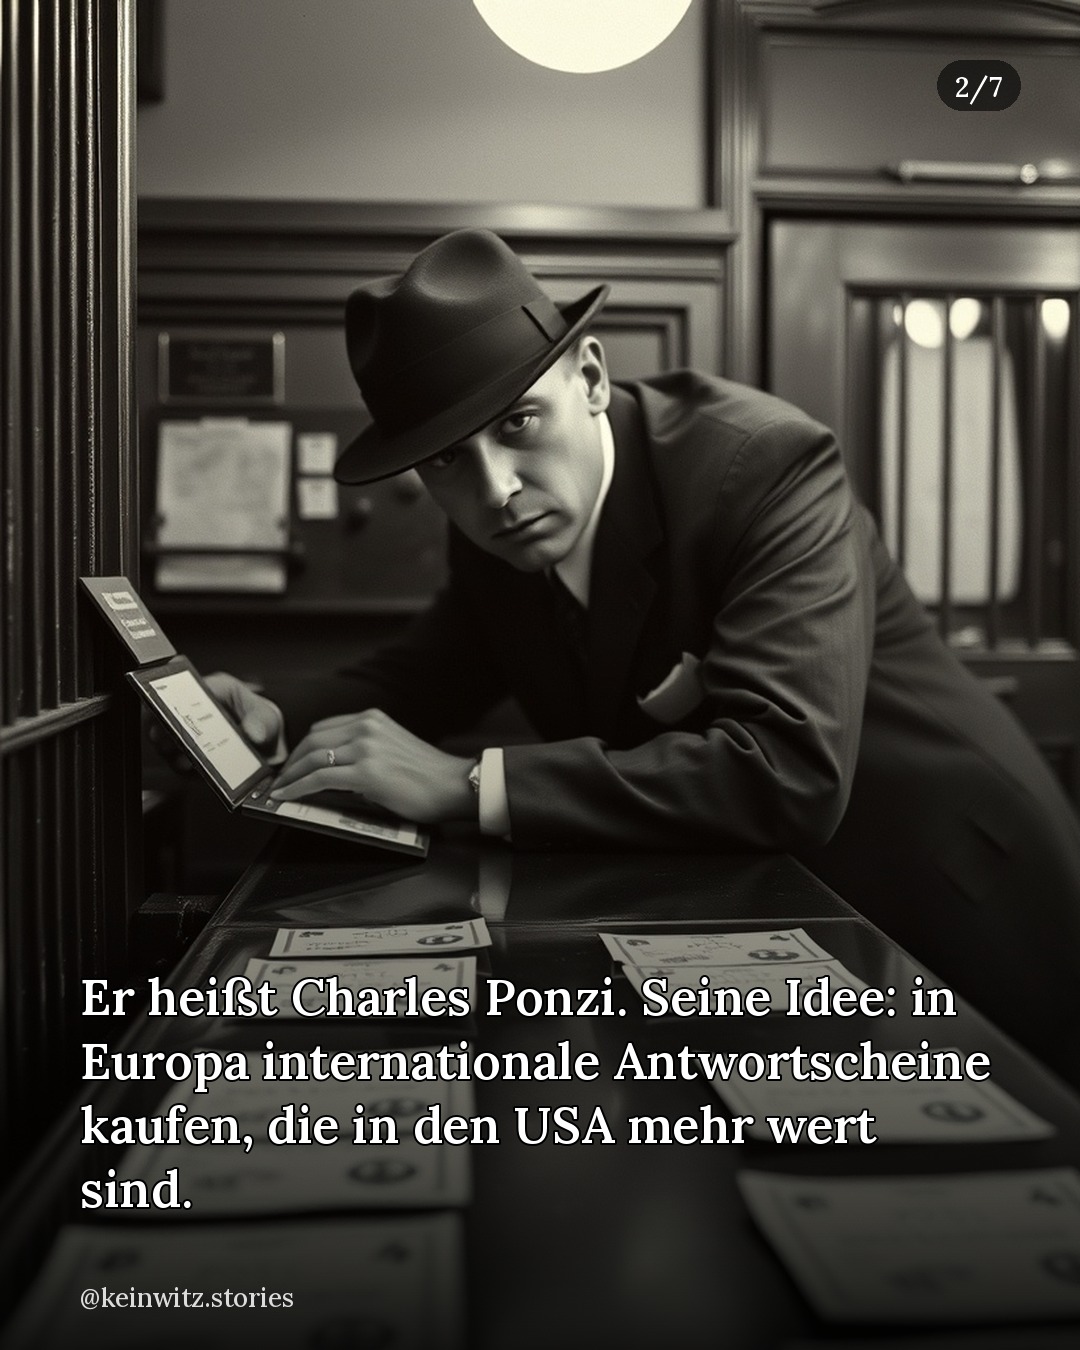 2/7
Er heißt Charles Ponzi. Seine Idee: in
Europa internationale Antwortscheine
kaufen, die in den USA mehr wert
sind.
@keinwitz.stories